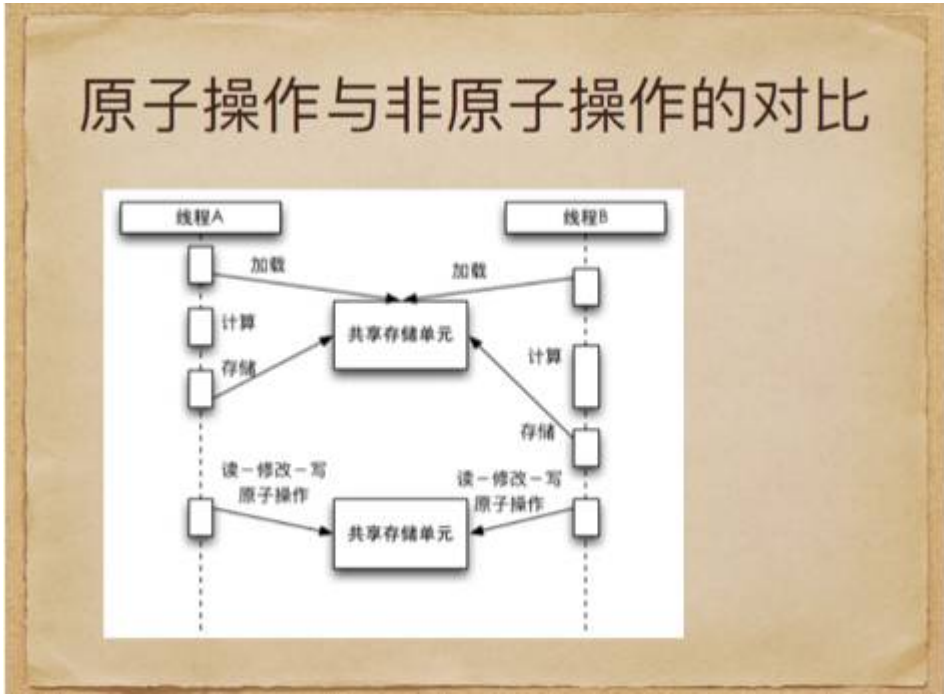 原子操作与非原子操作的对比
线程A
线程B
加载
加载
计算
共享存储单元
计算
存储
存储
读-修改-写
原子操作
读-修改-写
原子操作
共享存储单元